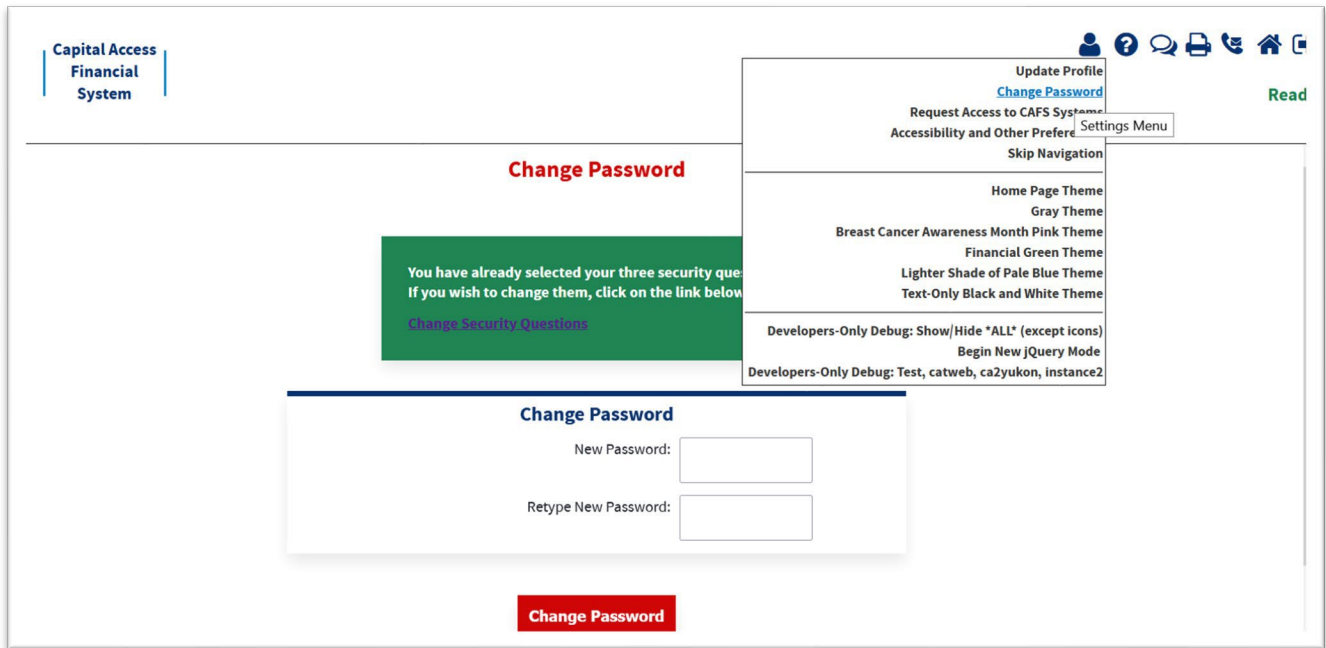 Capital Access
Financial
System
Read
Update Profile
Change Password
Request Access to CAFS Systems
Accessibility and Other Prefere
Settings Menu
Skip Navigation
Home Page Theme
Gray Theme
Breast Cancer Awareness Month Pink Theme
Financial Green Theme
Lighter Shade of Pale Blue Theme
Text-Only Black and White Theme
Developers-Only Debug: Show/Hide *ALL* (except icons)
Begin New jQuery Mode
Developers-Only Debug: Test, catweb, ca2yukon, instance2
Change Password
You have already selected your three security que
If you wish to change them, click on the link below
Change Security Questions
Change Password
New Password:
Retype New Password:
Change Password